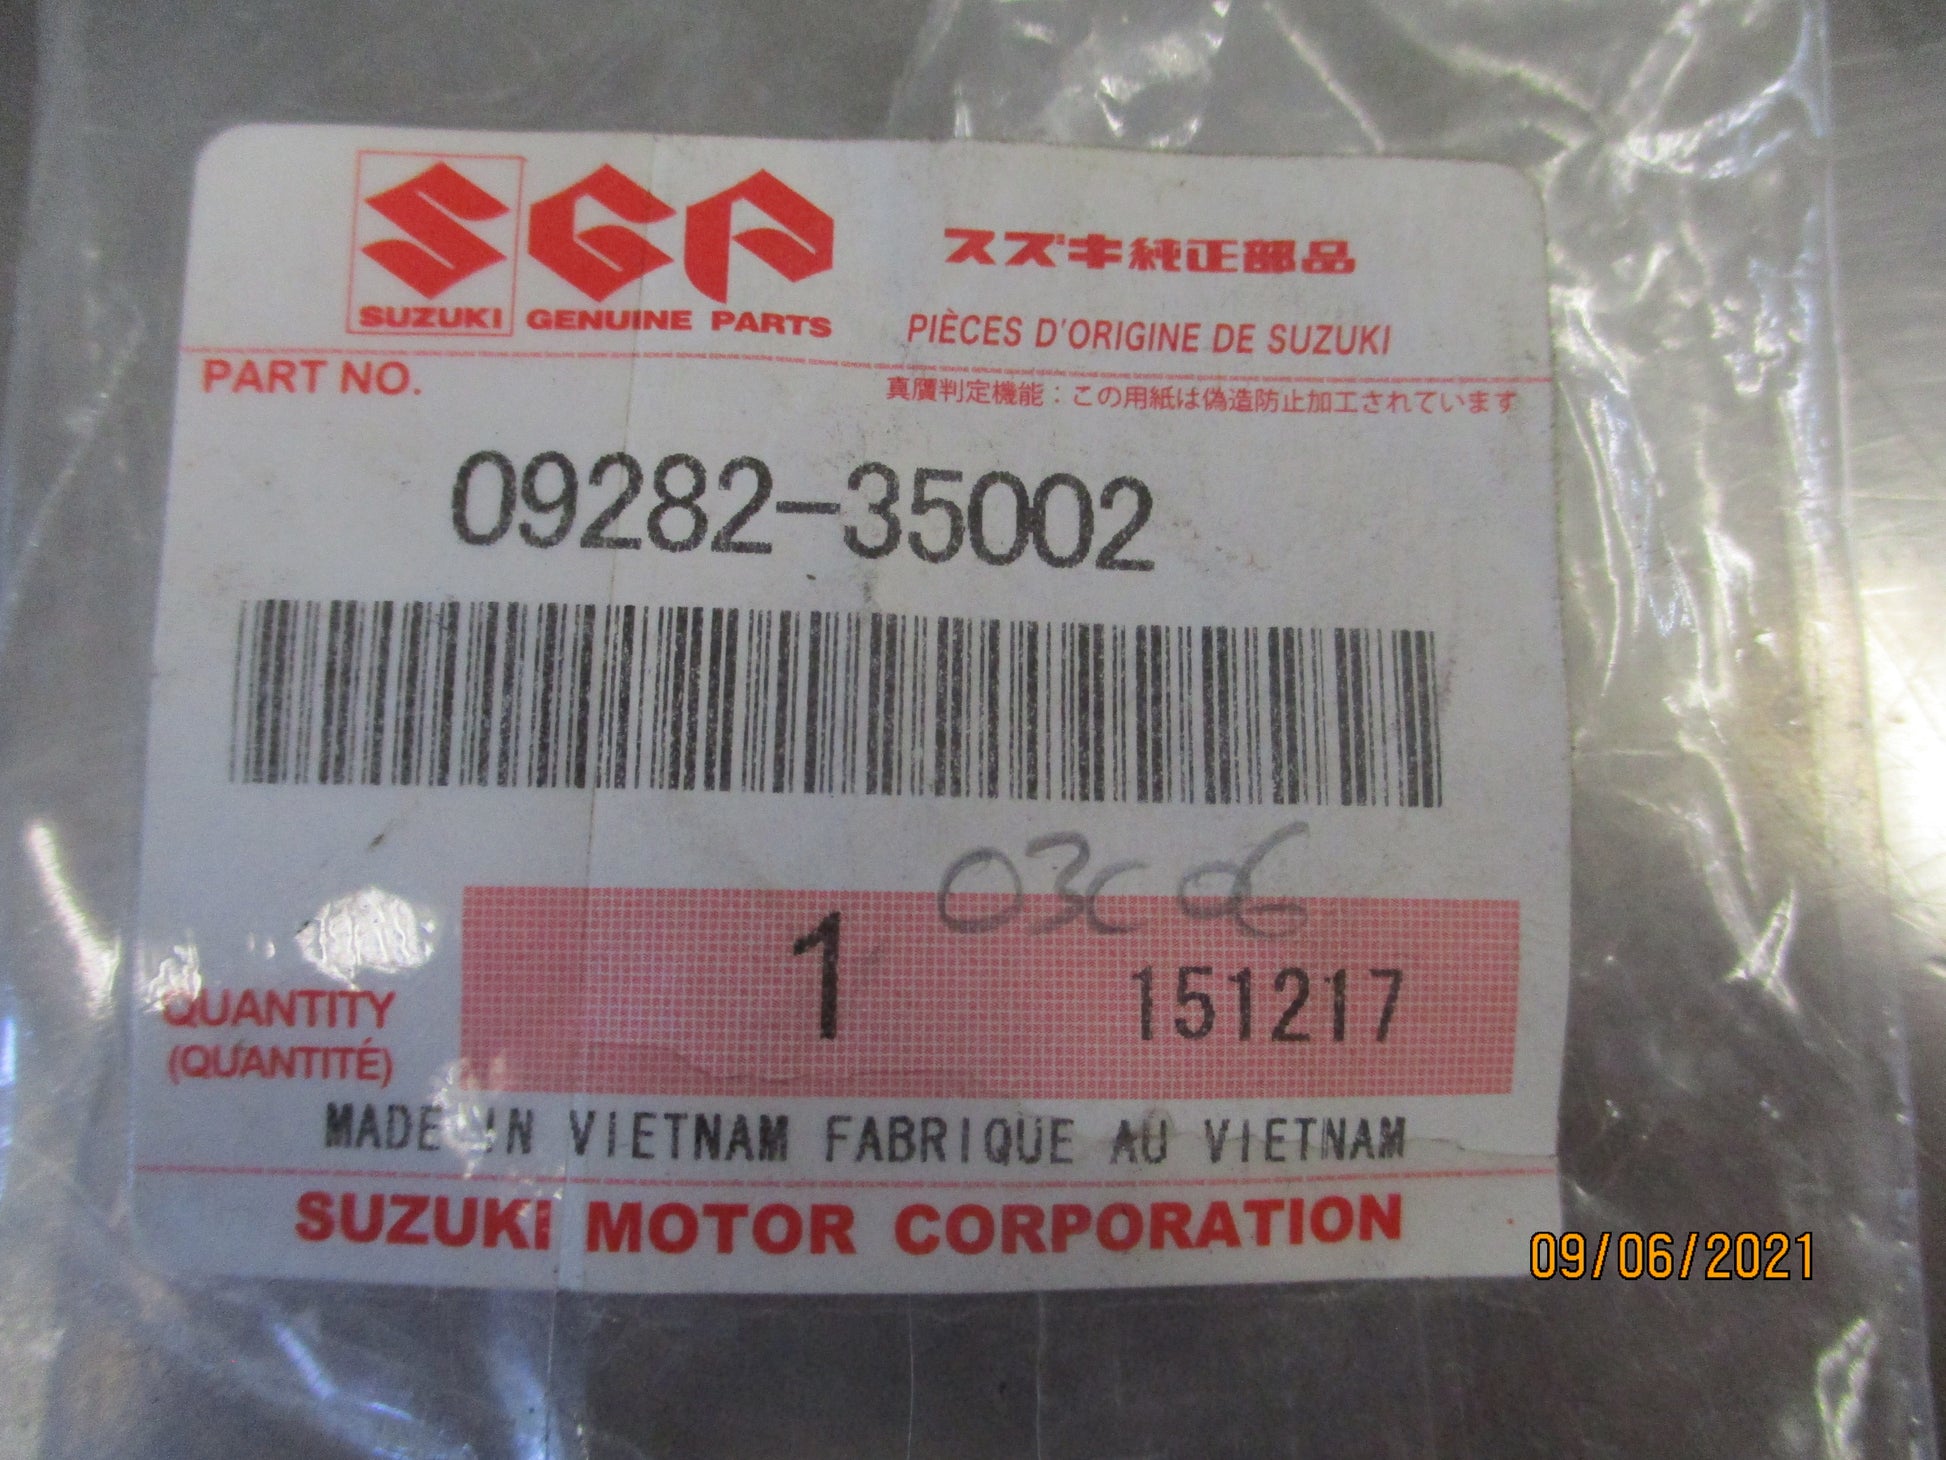 SGP
SUZUKI GENUINE PARTS
スズキ純正部品
PIÈCES D'ORIGINE DE SUZUKI
PART NO.
真贋判定機能：この用紙は偽造防止加工されています
09282-35002
03C06
1
151217
QUANTITY
(QUANTITÉ)
MADE IN VIETNAM FABRIQUE AU VIETNAM
SUZUKI MOTOR CORPORATION
09/06/2021